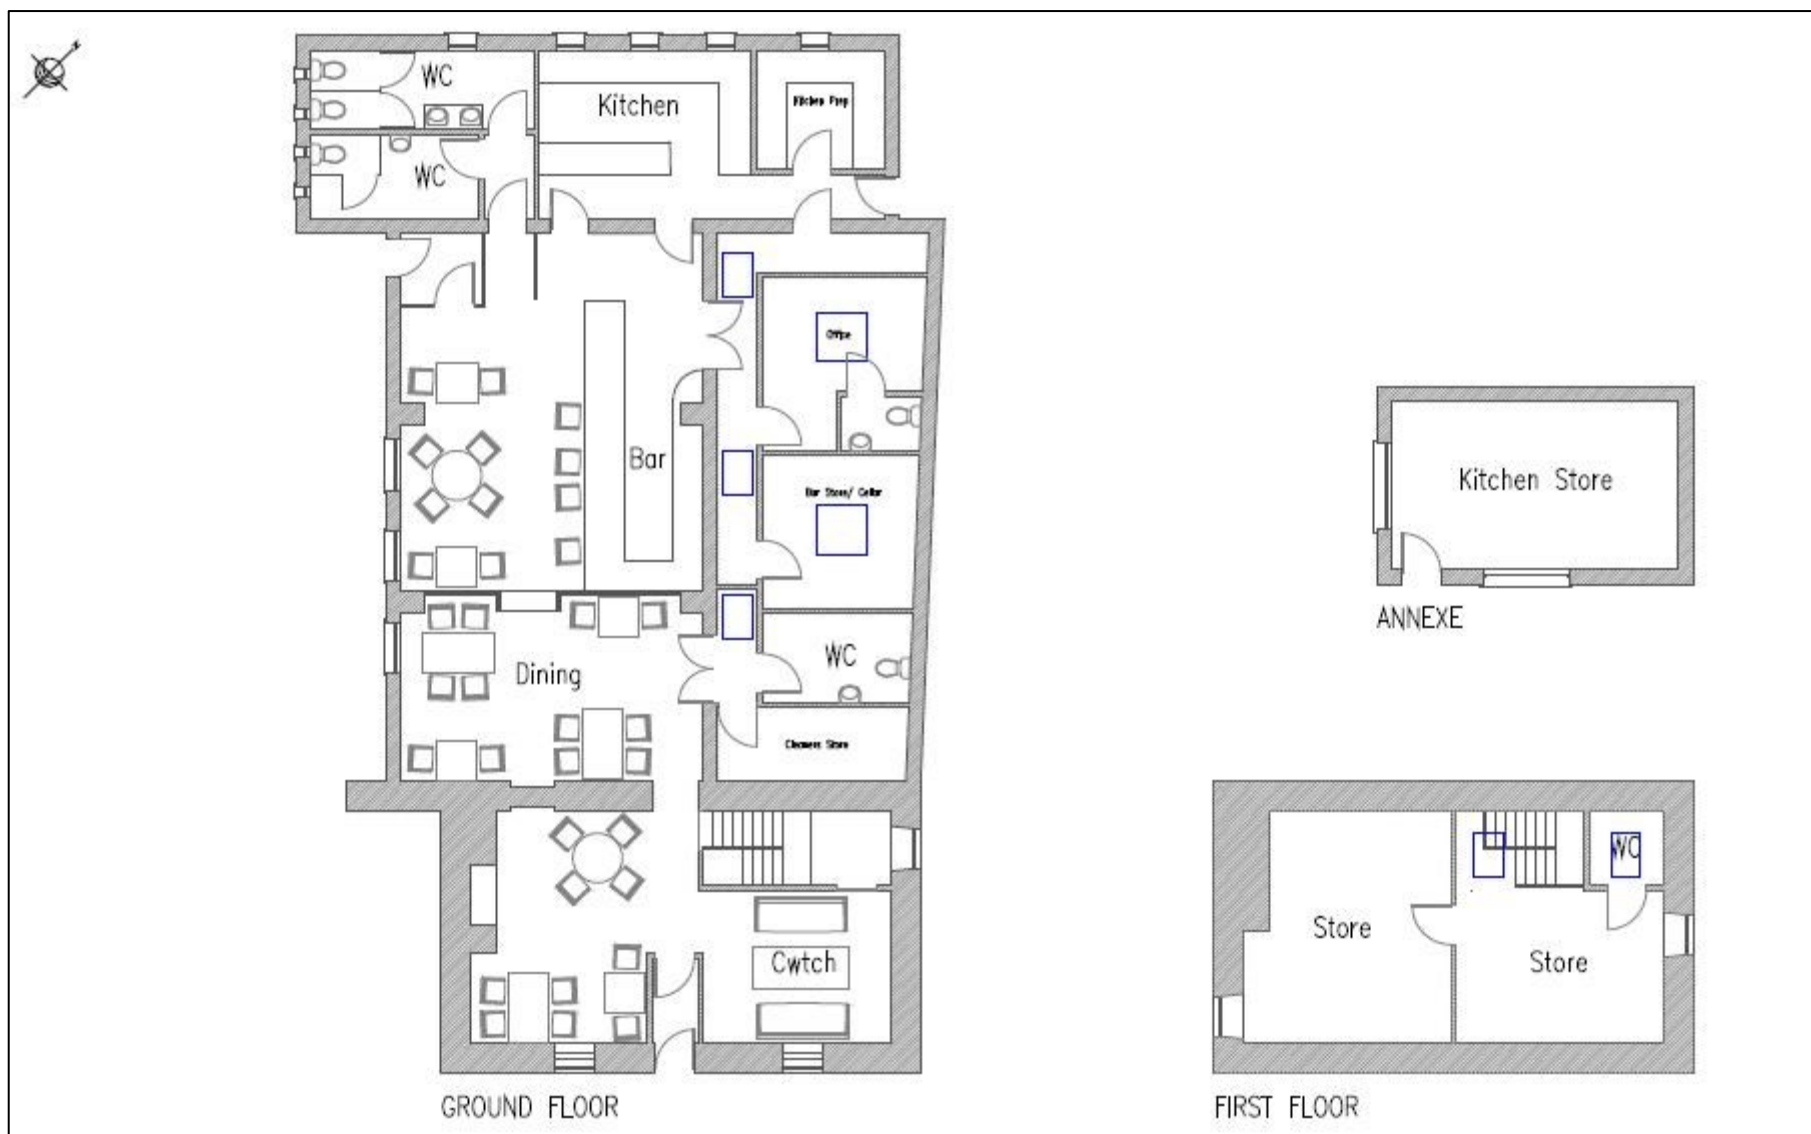 WC
Kitchen
Kitchen Prep
WC
Office
Bar
Bar Store/ Cellar
Kitchen Store
ANNEXE
WC
Dining
Cleaners Store
WC
Store
Store
Cwtch
GROUND FLOOR
FIRST FLOOR